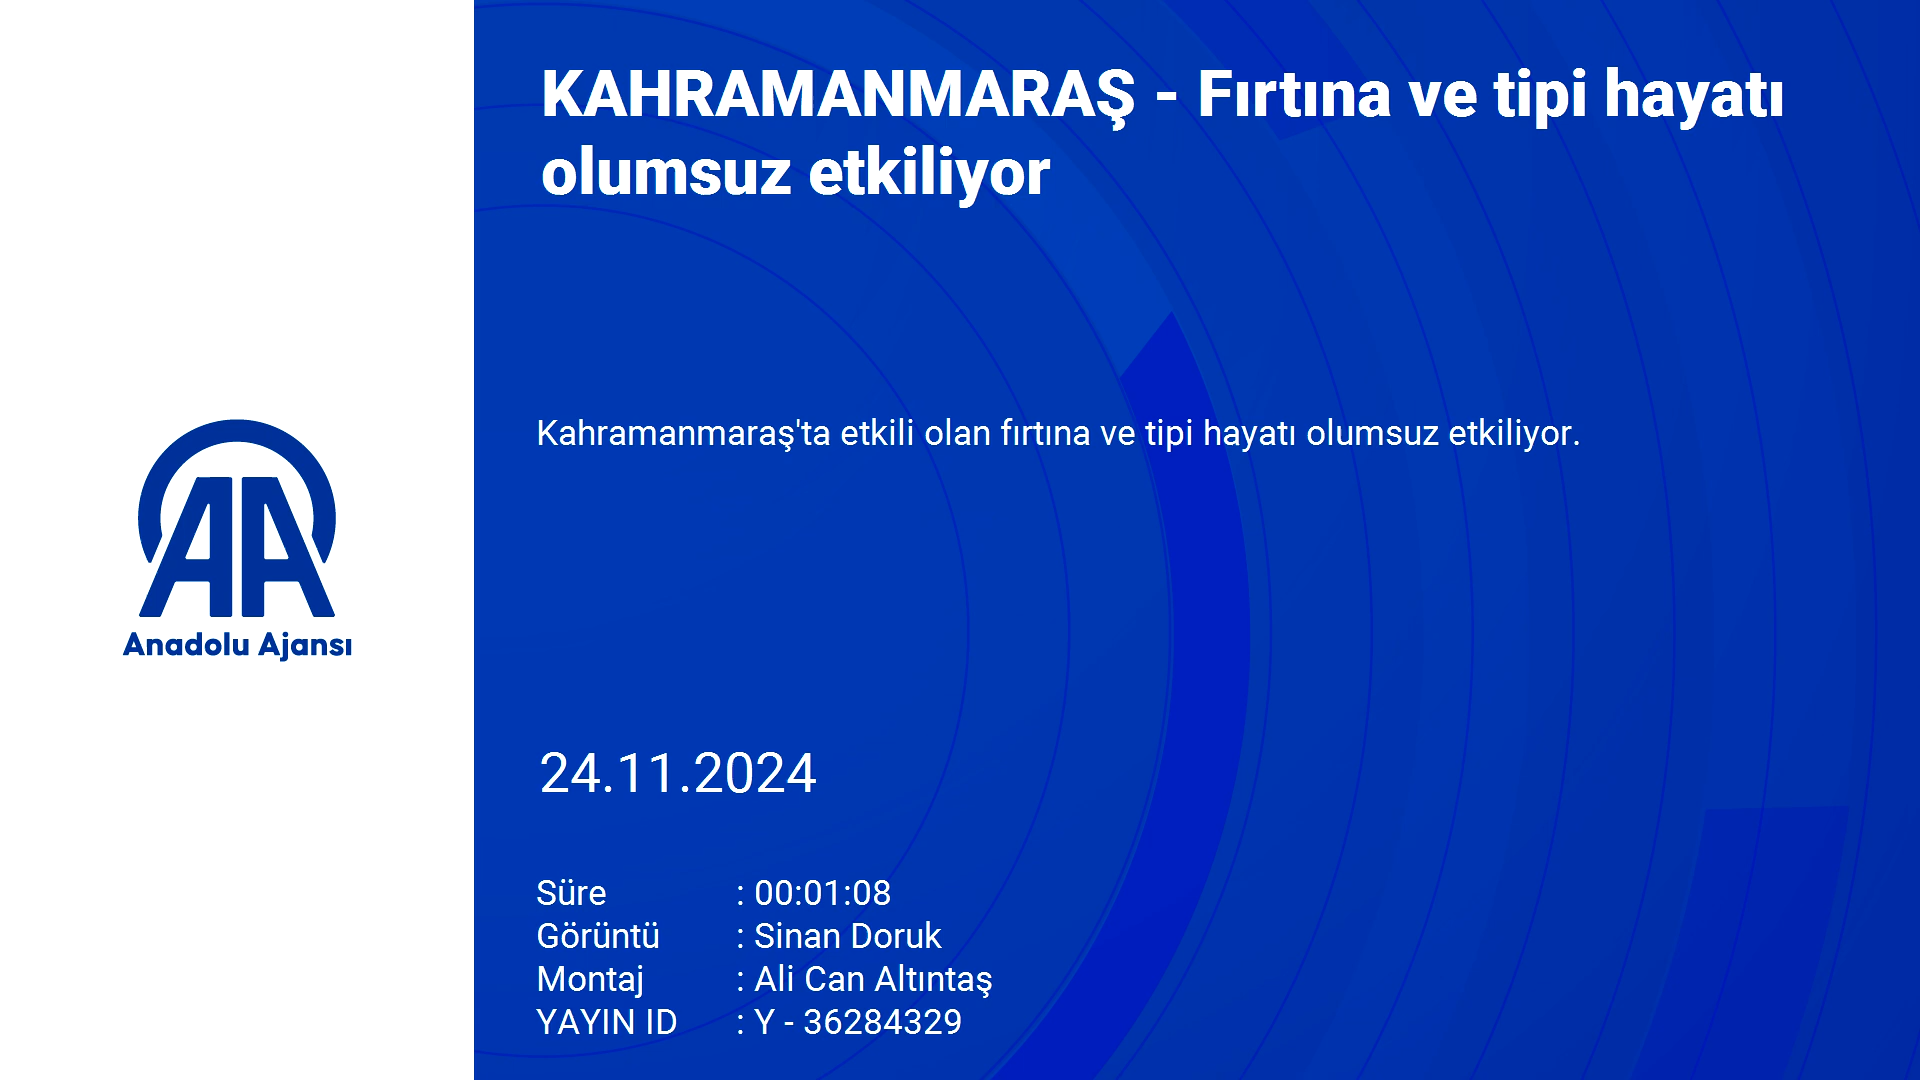 KAHRAMANMARAŞ - Fırtına ve tipi hayatı
olumsuz etkiliyor
Kahramanmaraş'ta etkili olan fırtına ve tipi hayatı olumsuz etkiliyor.
AA
Anadolu Ajansı
24.11.2024
Süre : 00:01:08
Görüntü : Sinan Doruk
Montaj : Ali Can Altıntaş
YAYIN ID : Y - 36284329